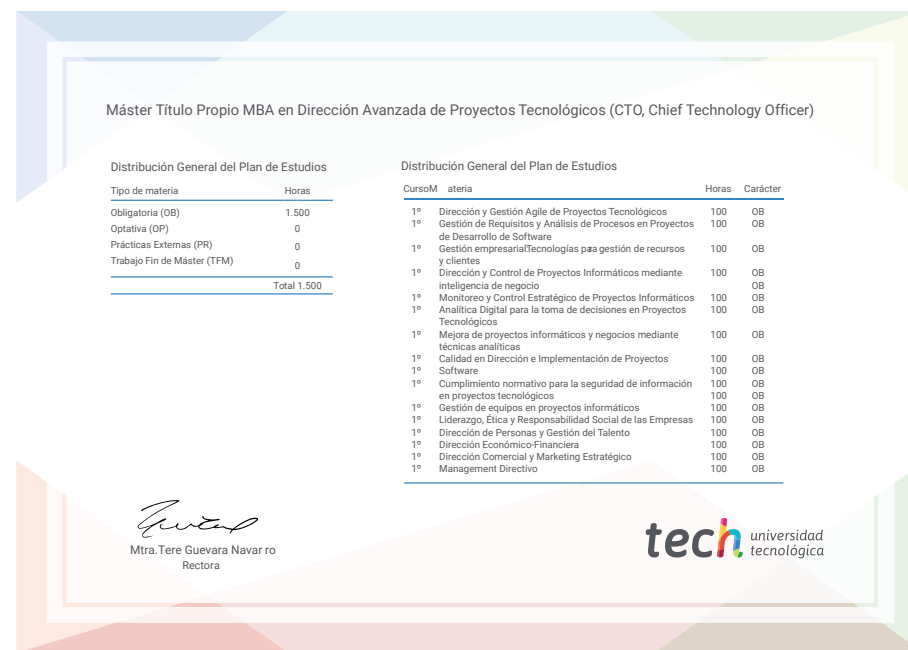 Máster Título Propio MBA en Dirección Avanzada de Proyectos Tecnológicos (CTO, Chief Technology Officer)
Distribución General del Plan de Estudios
Tipo de materia Horas
Obligatoria (OB) 1.500
Optativa (OP) 0
Prácticas Externas (PR) 0
Trabajo Fin de Máster (TFM) 0
Total 1.500
Distribución General del Plan de Estudios
CursoM ateria Horas Carácter
1º Dirección y Gestión Agile de Proyectos Tecnológicos 100 OB
1º Gestión de Requisitos y Análisis de Procesos en Proyectos 100 OB
de Desarrollo de Software
1º Gestión empresarialTecnologías para gestión de recursos 100 OB
y clientes
1º Dirección y Control de Proyectos Informáticos mediante 100 OB
inteligencia de negocio OB
1º Monitoreo y Control Estratégico de Proyectos Informáticos 100 OB
1º Analítica Digital para la toma de decisiones en Proyectos 100 OB
Tecnológicos
1º Mejora de proyectos informáticos y negocios mediante 100 OB
técnicas analíticas
1º Calidad en Dirección e Implementación de Proyectos 100 OB
1º Software 100 OB
1º Cumplimiento normativo para la seguridad de información 100 OB
en proyectos tecnológicos 100 OB
1º Gestión de equipos en proyectos informáticos 100 OB
1º Liderazgo, Ética y Responsabilidad Social de las Empresas 100 OB
1º Dirección de Personas y Gestión del Talento 100 OB
1º Dirección Económico-Financiera 100 OB
1º Dirección Comercial y Marketing Estratégico 100 OB
1º Management Directivo 100 OB
Mtra.Tere Guevara Navar ro
Rectora
tech universidad
tecnológica